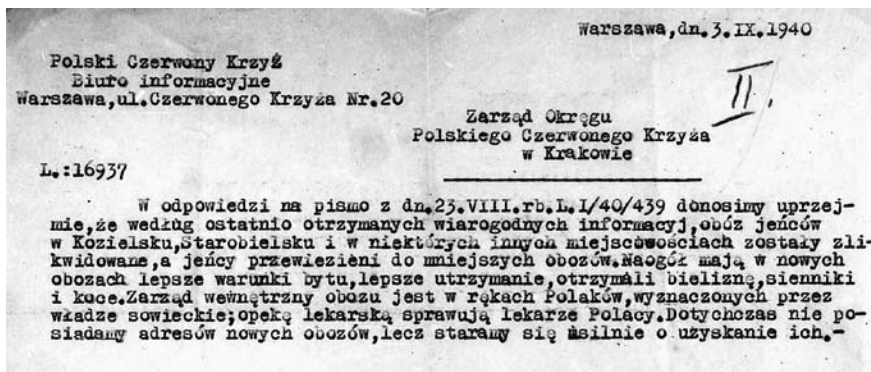 Warszawa,dn.3.IX.1940
Polski Czerwony Krzyż
Biuro informacyjne
Warszawa,ul.Czerwonego Krzyża Nr.20
II.
Zarząd Okręgu
Polskiego Czerwonego Krzyża
w Krakowie
L.:16937
W odpowiedzi na pismo z dn.23.VIII.rb.L.I/40/439 donosimy uprzej-
mie,że według ostatnio otrzymanych wiarogodnych informacyj,obóz jeńców
w Kozielsku,Starobielsku i w niektórych innych miejscowościach zostały zli-
kwidowane,a jeńcy przewiezieni do mniejszych obozów.Naogół mają w nowych
obozach lepsze warunki bytu,lepsze utrzymanie,otrzymali bieliznę,sienniki
i koce.Zarząd wewnętrzny obozu jest w rękach Polaków,wyznaczonych przez
władze sowieckie;opekę lekarską sprawują lekarze Polacy.Dotychczas nie po-
siadamy adresów nowych obozów,lecz staramy się usilnie o uzyskanie ich.-